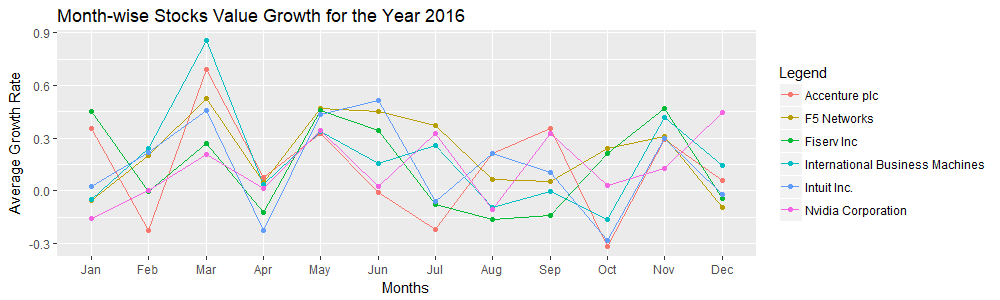 Month-wise Stocks Value Growth for the Year 2016
Average Growth Rate
0.9
0.6
0.3
0.0
-0.3
Jan Feb Mar Apr May Jun Jul Aug Sep Oct Nov Dec
Months
Legend
Accenture plc
F5 Networks
Fiserv Inc
International Business Machines
Intuit Inc.
Nvidia Corporation